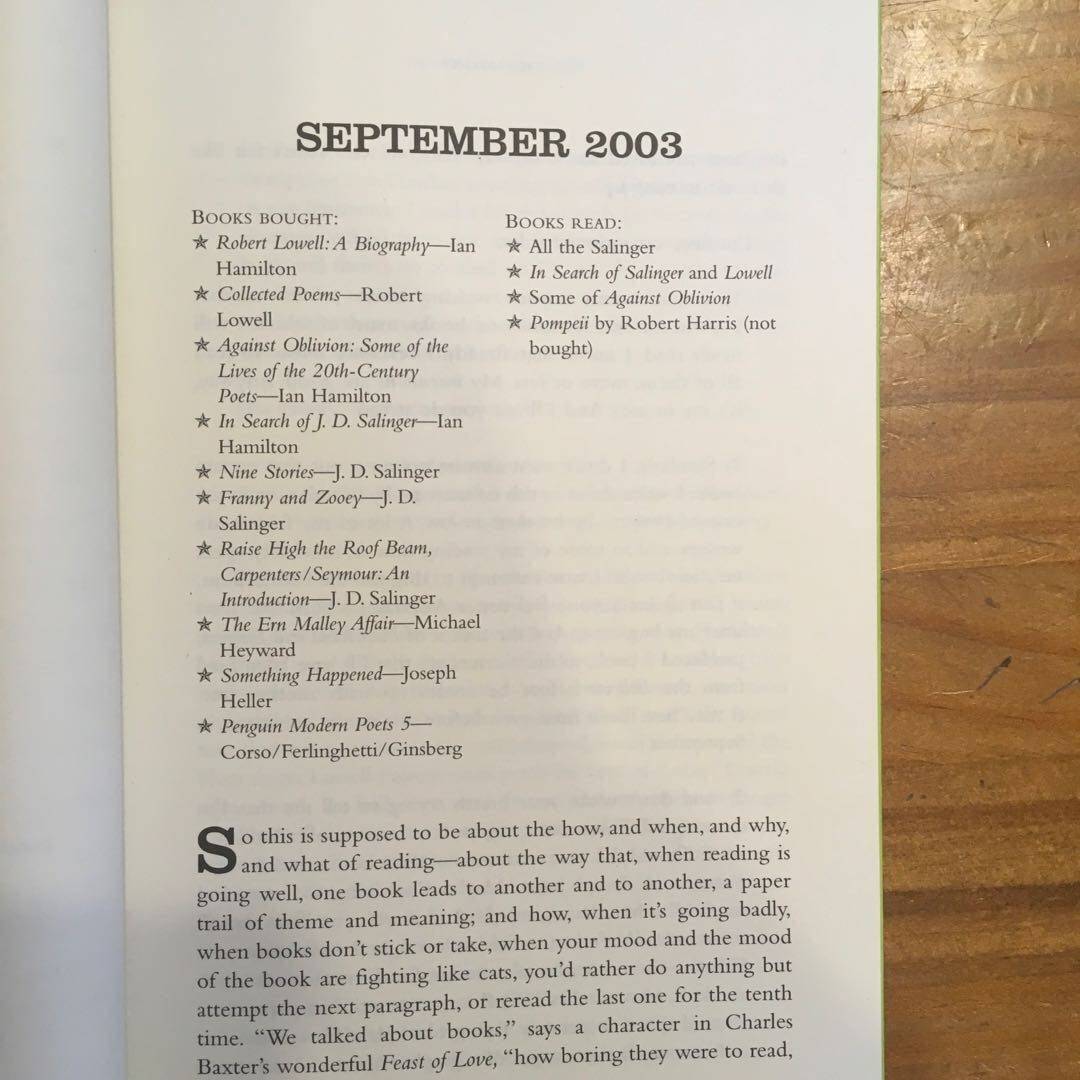 SEPTEMBER 2003
BOOKS BOUGHT:
✯ Robert Lowell: A Biography—Ian
Hamilton
✯ Collected Poems—Robert
Lowell
✯ Against Oblivion: Some of the
Lives of the 20th-Century
Poets—Ian Hamilton
✯ In Search of J. D. Salinger—Ian
Hamilton
✯ Nine Stories—J. D. Salinger
✯ Franny and Zooey—J. D.
Salinger
✯ Raise High the Roof Beam,
Carpenters/Seymour: An
Introduction—J. D. Salinger
✯ The Ern Malley Affair—Michael
Heyward
✯ Something Happened—Joseph
Heller
✯ Penguin Modern Poets 5—
Corso/Ferlinghetti/Ginsberg
BOOKS READ:
✯ All the Salinger
✯ In Search of Salinger and Lowell
✯ Some of Against Oblivion
✯ Pompeii by Robert Harris (not
bought)
So this is supposed to be about the how, and when, and why,
and what of reading—about the way that, when reading is
going well, one book leads to another and to another, a paper
trail of theme and meaning; and how, when it's going badly,
when books don't stick or take, when your mood and the mood
of the book are fighting like cats, you'd rather do anything but
attempt the next paragraph, or reread the last one for the tenth
time. "We talked about books," says a character in Charles
Baxter's wonderful Feast of Love, "how boring they were to read,